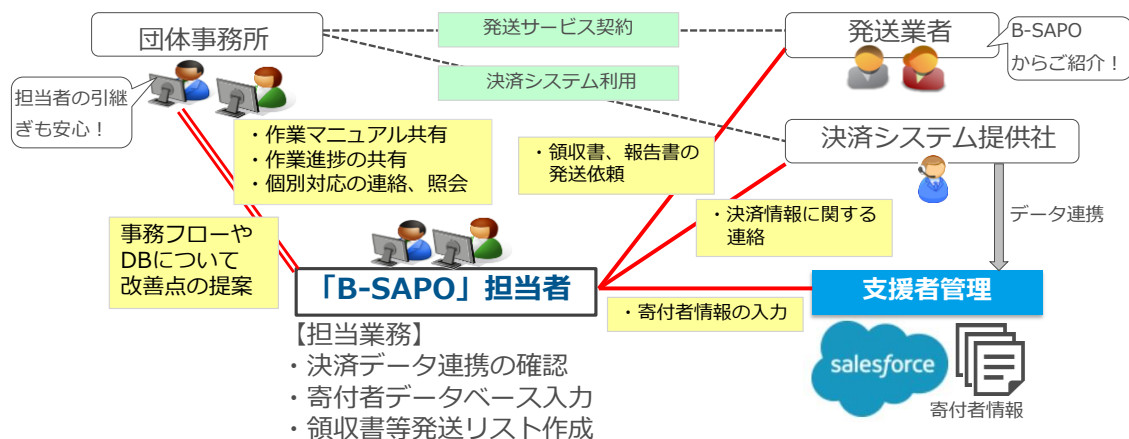 団体事務所
発送サービス契約
発送業者
B-SAPO
からご紹介！
決済システム利用
担当者の引継
ぎも安心！
・作業マニュアル共有
・作業進捗の共有
・個別対応の連絡、照会
・領収書、報告書の
発送依頼
決済システム提供社
・決済情報に関する
連絡
データ連携
事務フローや
DBについて
改善点の提案
「B-SAPO」担当者
・寄付者情報の入力
支援者管理
【担当業務】
・決済データ連携の確認
・寄付者データベース入力
・領収書等発送リスト作成
salesforce
寄付者情報